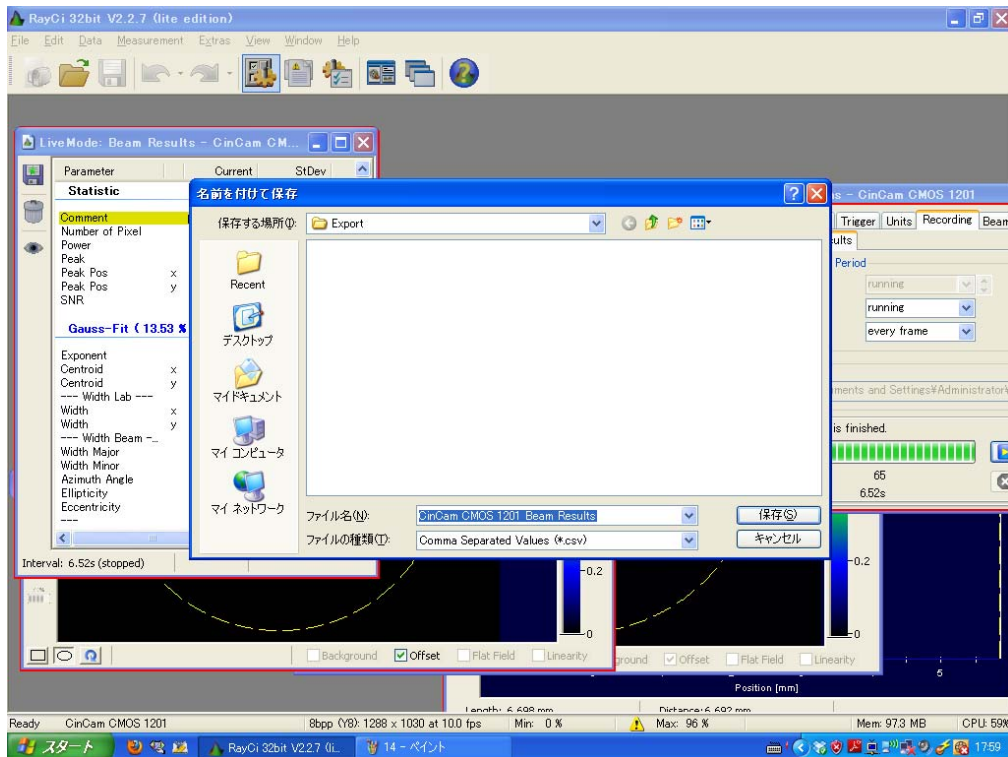 RayCi 32bit V2.2.7 (lite edition)
File Edit Data Measurement Extras View Window Help
LiveMode: Beam Results - CinCam CM...
Parameter Current StDev
Statistic
Comment
Number of Pixel
Power
Peak
Peak Pos x
Peak Pos y
SNR
Gauss-Fit ( 13.53 %
Exponent
Centroid x
Centroid y
--- Width Lab ---
Width x
Width y
--- Width Beam -...
Width Major
Width Minor
Azimuth Angle
Ellipticity
Eccentricity
---
Interval: 6.52s (stopped)
名前を付けて保存
保存する場所(I): Export
Recent
デスクトップ
マイドキュメント
マイ コンピュータ
マイ ネットワーク
ファイル名(N): CinCam CMOS 1201 Beam Results
保存(S)
ファイルの種類(T): Comma Separated Values (*.csv)
キャンセル
- CinCam CMOS 1201
Trigger Units Recording Beam
Period
running
running
every frame
and Settings¥Administrator¥
is finished.
65
6.52s
-0.2
-0
-0.2
-0
Background Offset Flat Field Linearity
Offset Flat Field Linearity
5
Position [mm]
Length: 6.698 mm Distance: 6.692 mm
Ready CinCam CMOS 1201 8bpp (Y8): 1288 x 1030 at 10.0 fps Min: 0 % Max: 96 % Mem: 97.3 MB CPU: 59%
スタート RayCi 32bit V2.2.7 (li... 14 - ペイント 17:59